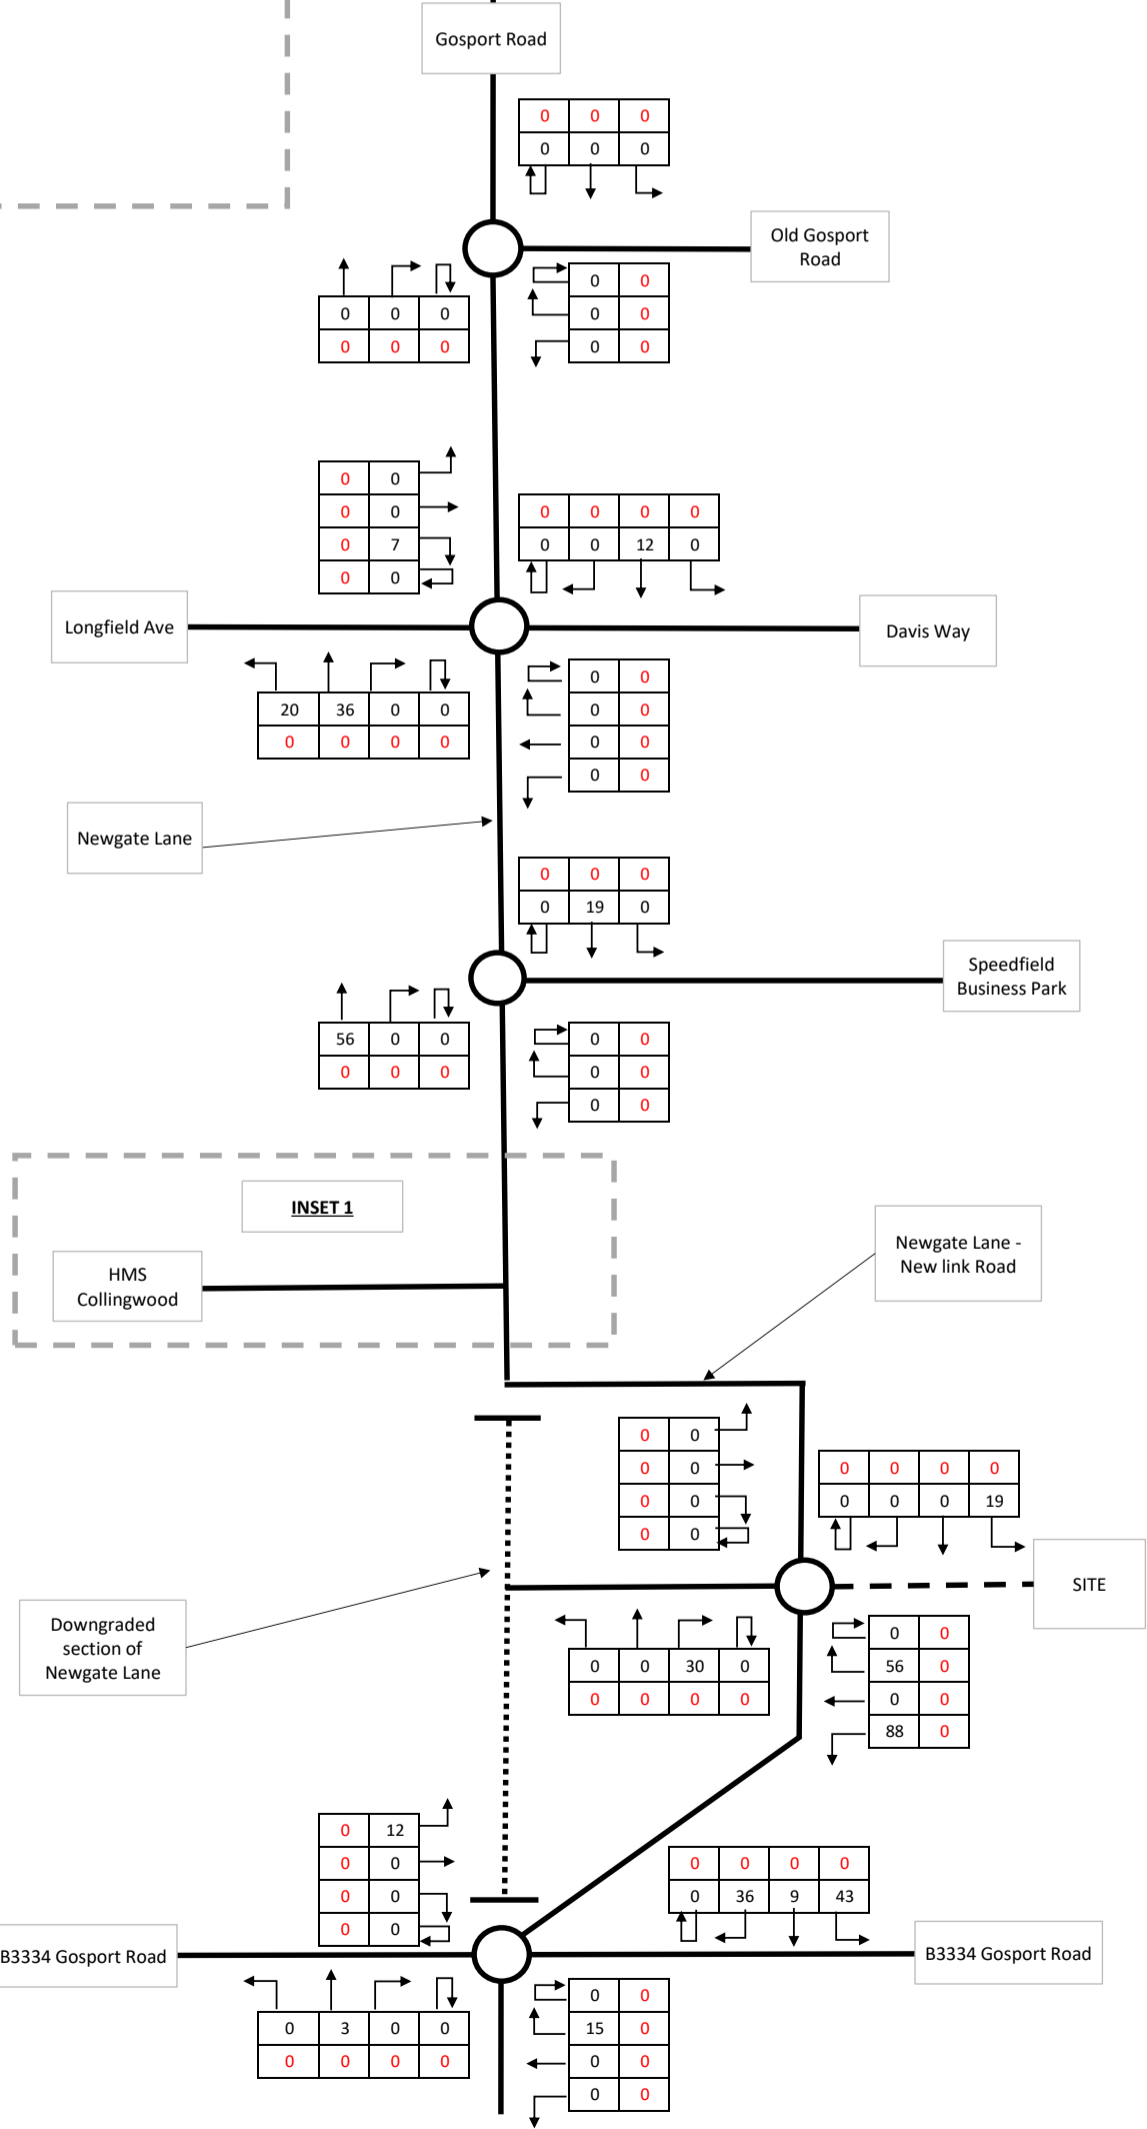 Gosport Road
0 0 0
0 0 0
Old Gosport
Road
0 0
0 0
0 0
0 0 0
0 0 0
0 0
0 0
0 7
0 0
0 0 0 0
0 0 12 0
Longfield Ave
Davis Way
20 36 0 0
0 0 0 0
0 0
0 0
0 0
0 0
Newgate Lane
0 0 0
0 19 0
Speedfield
Business Park
56 0 0
0 0 0
0 0
0 0
0 0
INSET 1
HMS
Collingwood
Newgate Lane -
New link Road
0 0
0 0
0 0
0 0
0 0 0 0
0 0 0 19
SITE
Downgraded
section of
Newgate Lane
0 0 30 0
0 0 0 0
0 0
56 0
0 0
88 0
0 12
0 0
0 0
0 0
0 0 0 0
0 36 9 43
B3334 Gosport Road
B3334 Gosport Road
0 3 0 0
0 0 0 0
0 0
15 0
0 0
0 0